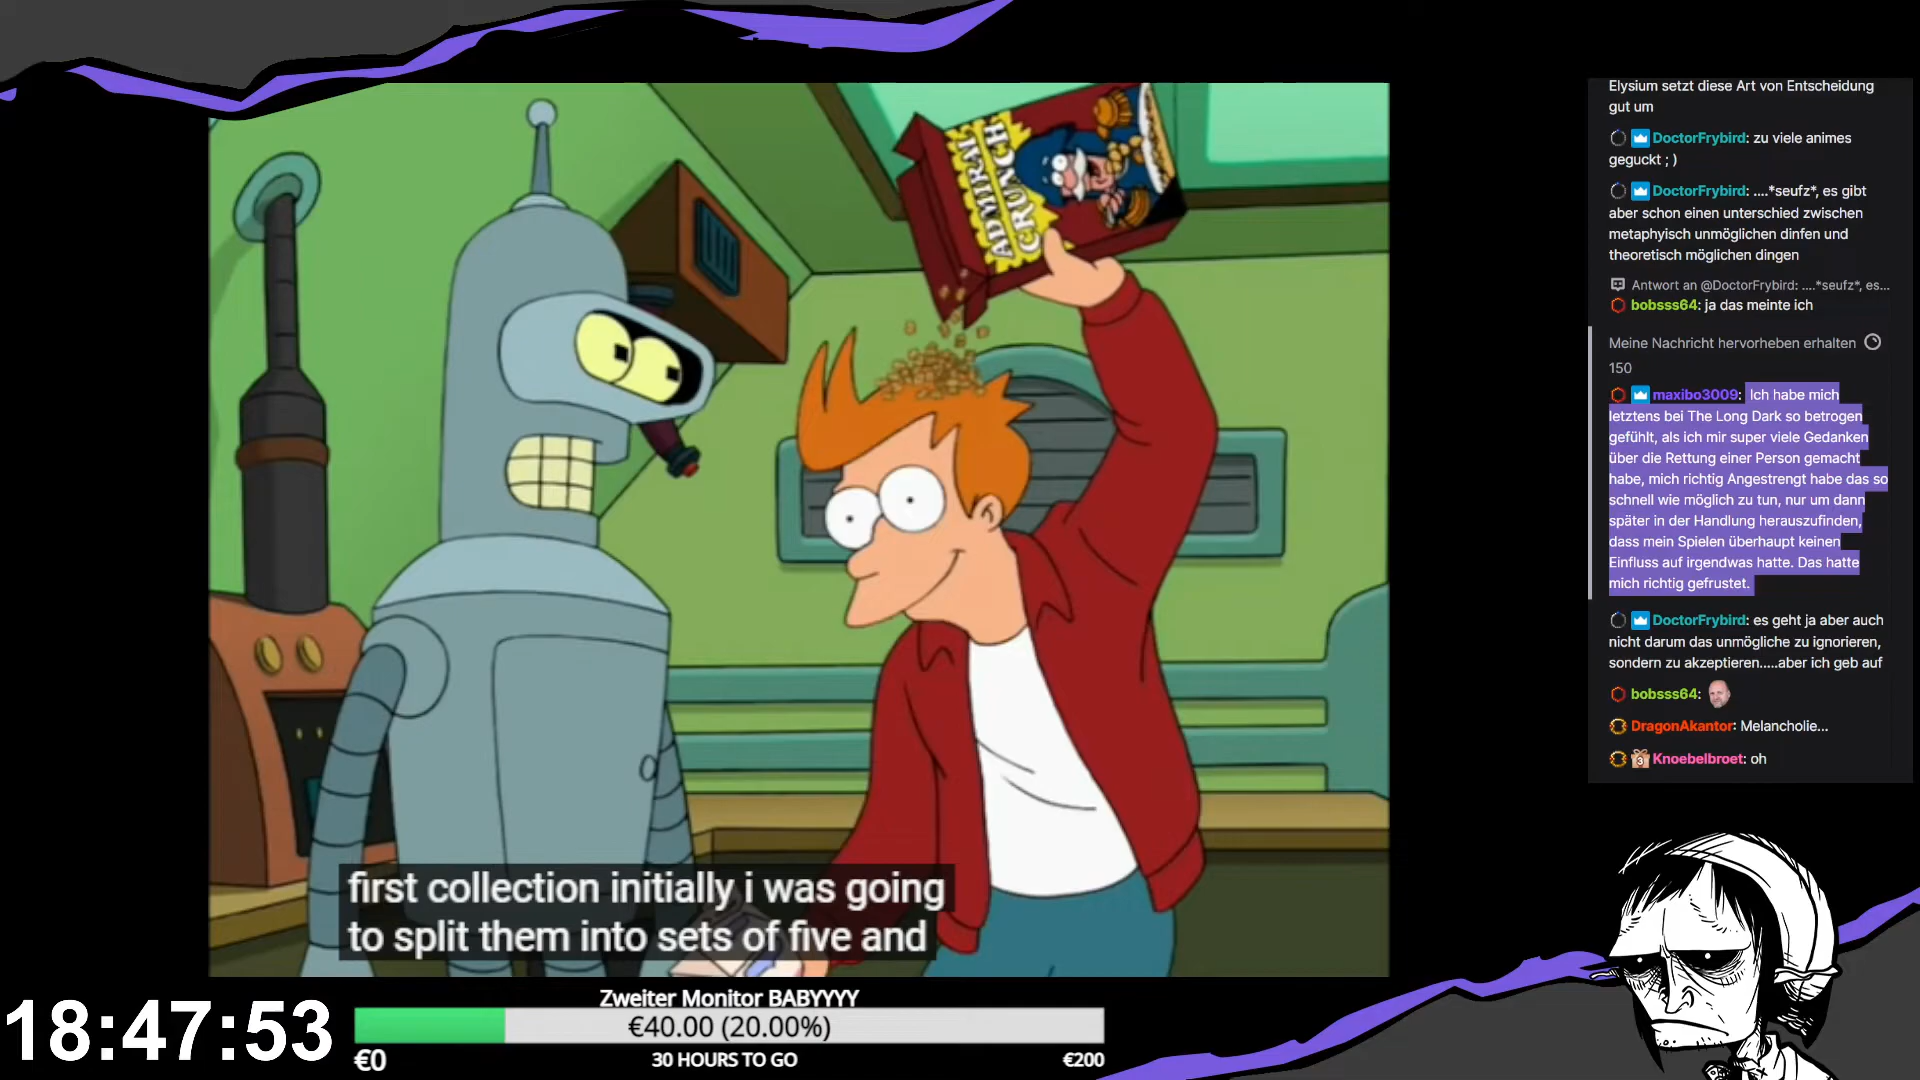 ADMIRAL
CRUNCH
first collection initially i was going
to split them into sets of five and
18:47:53
Zweiter Monitor BABYYYY
€40.00 (20.00%)
€0
30 HOURS TO GO
€200
Elysium setzt diese Art von Entscheidung
gut um
DoctorFrybird: zu viele animes
geguckt ; )
DoctorFrybird: ....*seufz*, es gibt
aber schon einen unterschied zwischen
metaphyisch unmöglichen dinfen und
theoretisch möglichen dingen
Antwort an @DoctorFrybird: ....*seufz*, es...
bobsss64: ja das meinte ich
Meine Nachricht hervorheben erhalten
150
maxibo3009: Ich habe mich
letztens bei The Long Dark so betrogen
gefühlt, als ich mir super viele Gedanken
über die Rettung einer Person gemacht
habe, mich richtig Angestrengt habe das so
schnell wie möglich zu tun, nur um dann
später in der Handlung herauszufinden,
dass mein Spielen überhaupt keinen
Einfluss auf irgendwas hatte. Das hatte
mich richtig gefrustet.
DoctorFrybird: es geht ja aber auch
nicht darum das unmögliche zu ignorieren,
sondern zu akzeptieren.....aber ich geb auf
bobsss64:
DragonAkantor: Melancholie...
3 Knoebelbroet: oh